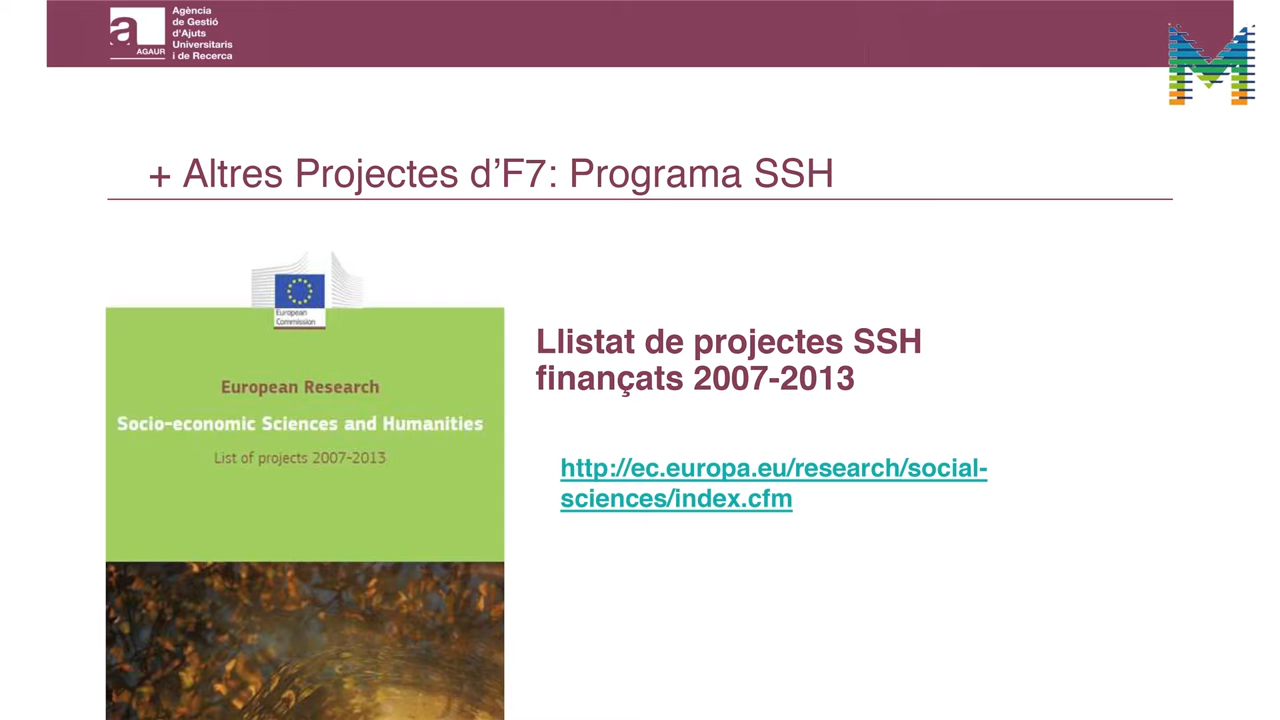 Agència
de Gestió
d'Ajuts
Universitaris
i de Recerca
a
AGAUR
M
+ Altres Projectes d’F7: Programa SSH
European
Commission
European Research
Socio-economic Sciences and Humanities
List of projects 2007-2013
Llistat de projectes SSH
finançats 2007-2013
http://ec.europa.eu/research/social-
sciences/index.cfm